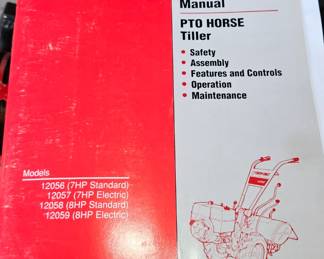 Manual
PTO HORSE
Tiller
• Safety
• Assembly
• Features and Controls
• Operation
• Maintenance
Models
12056 (7HP Standard)
12057 (7HP Electric)
12058 (8HP Standard)
12059 (8HP Electric)